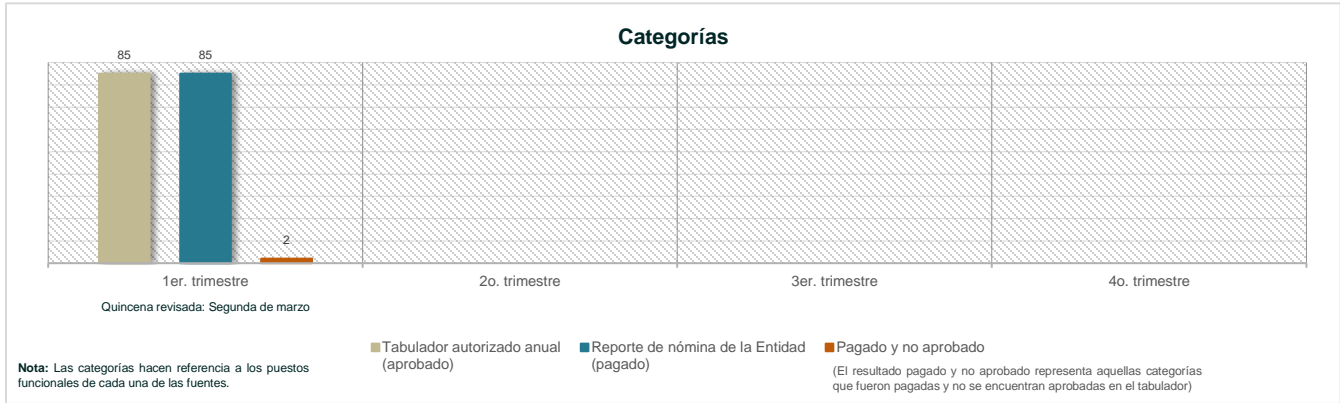 Categorías
85
85
2
1er. trimestre
2o. trimestre
3er. trimestre
4o. trimestre
Quincena revisada: Segunda de marzo
Tabulador autorizado anual
(aprobado)
Reporte de nómina de la Entidad
(pagado)
Pagado y no aprobado
(El resultado pagado y no aprobado representa aquellas categorías
que fueron pagadas y no se encuentran aprobadas en el tabulador)
Nota: Las categorías hacen referencia a los puestos
funcionales de cada una de las fuentes.